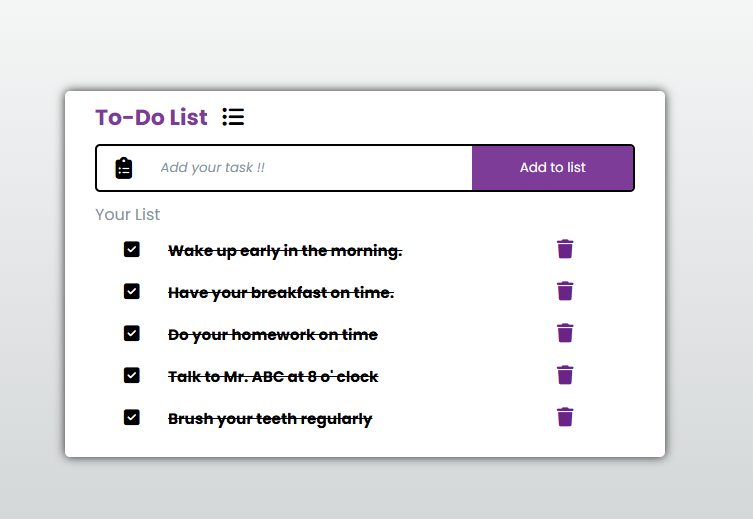 To-Do List
Add your task !! Add to list
Your List
Wake up early in the morning.
Have your breakfast on time.
Do your homework on time
Talk to Mr. ABC at 8 o' clock
Brush your teeth regularly